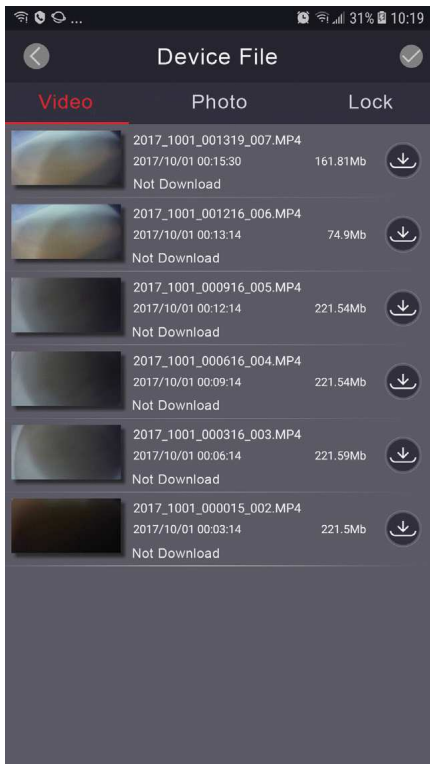 ... 31% 10:19
Device File
Video Photo Lock
2017_1001_001319_007.MP4
2017/10/01 00:15:30 161.81Mb
Not Download
2017_1001_001216_006.MP4
2017/10/01 00:13:14 74.9Mb
Not Download
2017_1001_000916_005.MP4
2017/10/01 00:12:14 221.54Mb
Not Download
2017_1001_000616_004.MP4
2017/10/01 00:09:14 221.54Mb
Not Download
2017_1001_000316_003.MP4
2017/10/01 00:06:14 221.59Mb
Not Download
2017_1001_000015_002.MP4
2017/10/01 00:03:14 221.5Mb
Not Download